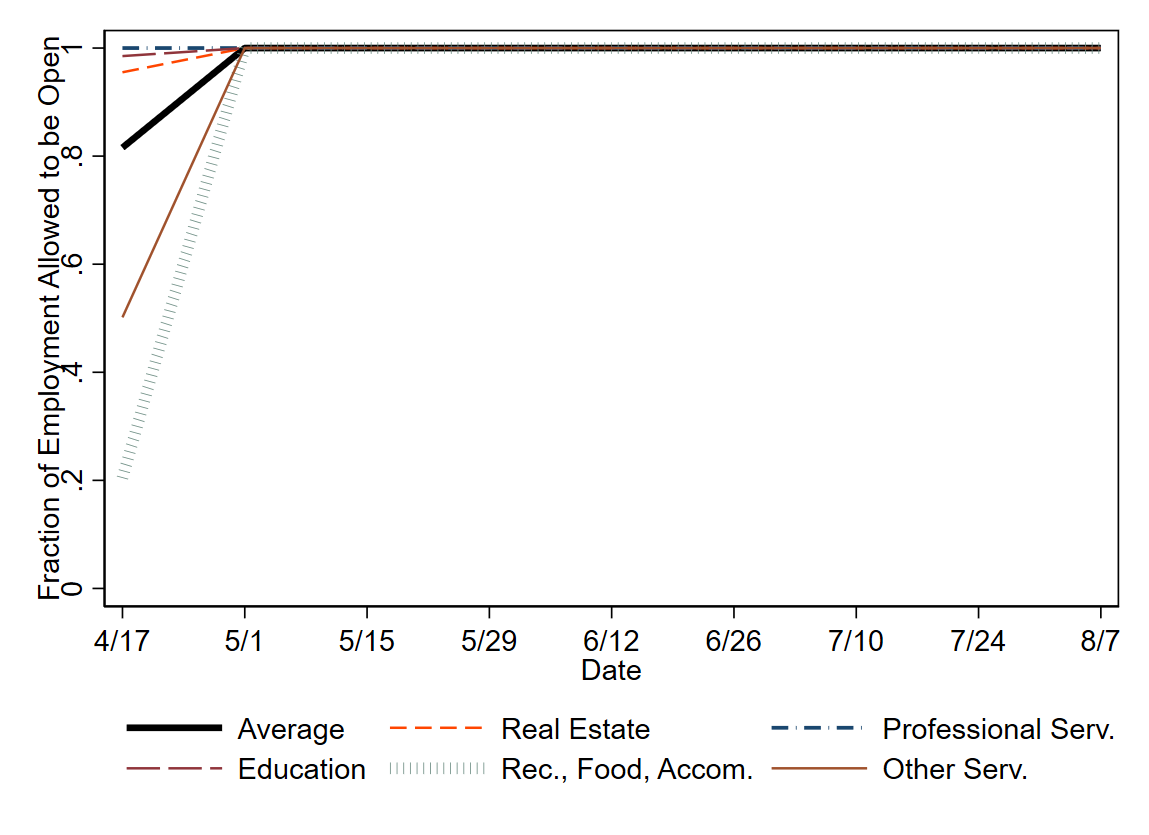 Fraction of Employment Allowed to be Open
1
.8
.6
.4
.2
0
4/17 5/1 5/15 5/29 6/12 6/26 7/10 7/24 8/7
Date
Average Real Estate Professional Serv.
Education Rec., Food, Accom. Other Serv.